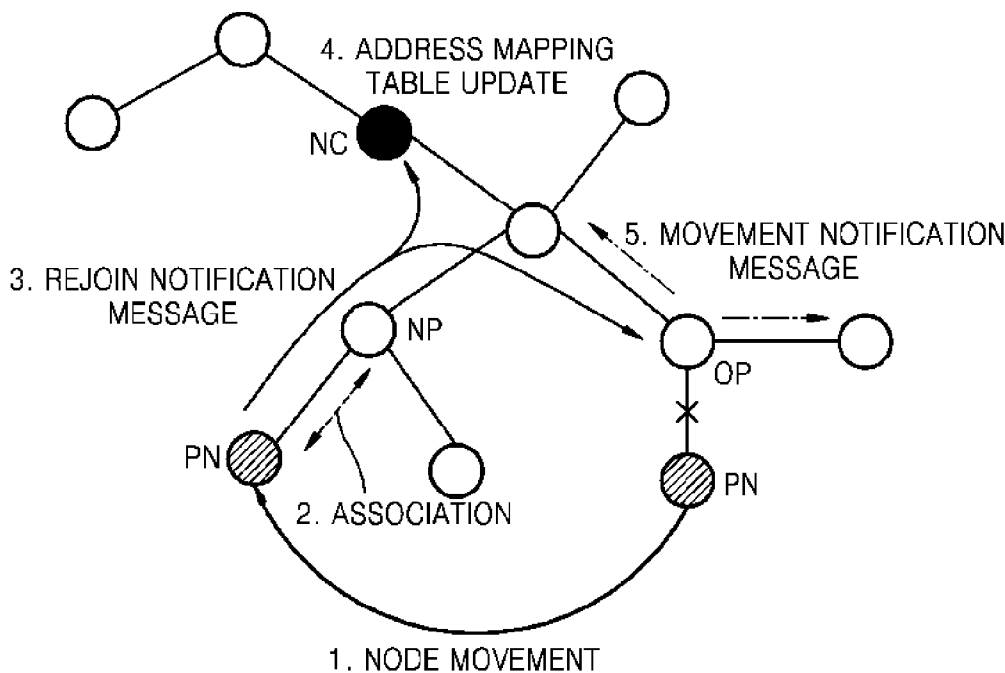 4. ADDRESS MAPPING
TABLE UPDATE
NC
5. MOVEMENT NOTIFICATION
MESSAGE
3. REJOIN NOTIFICATION
MESSAGE
NP
OP
PN
PN
2. ASSOCIATION
1. NODE MOVEMENT